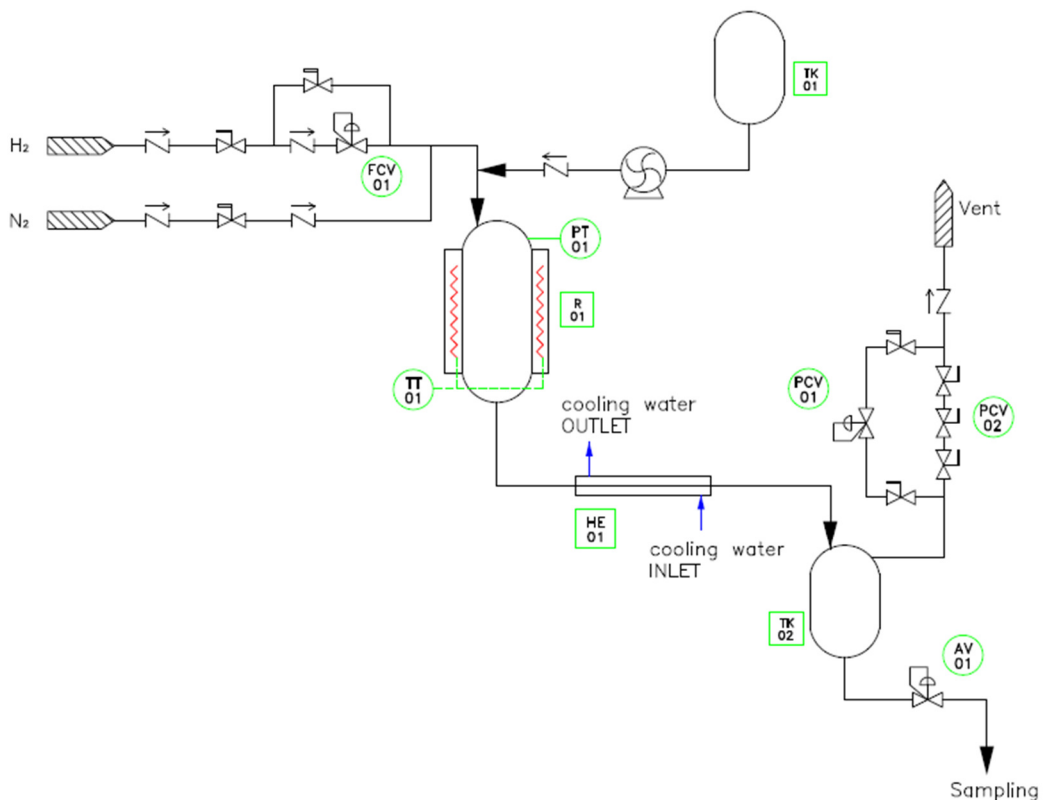 TK
01
H₂
FCV
01
N₂
Vent
PT
01
R
01
TT
01
PCV
01
PCV
02
cooling water
OUTLET
HE
01
cooling water
INLET
TK
02
AV
01
Sampling